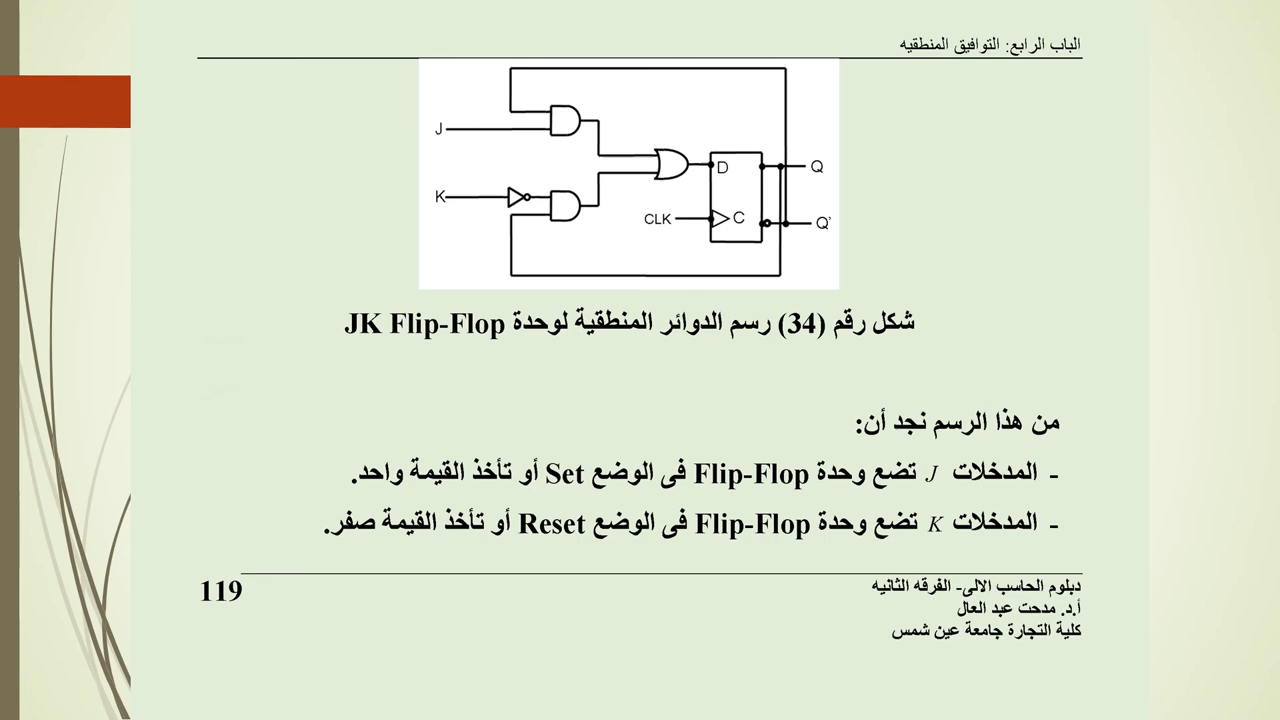 الباب الرابع: التوافيق المنطقيه
J
K
D
Q
CLK
C
Q'
شكل رقم (34) رسم الدوائر المنطقية لوحدة JK Flip-Flop
من هذا الرسم نجد أن:
- المدخلات J تضع وحدة Flip-Flop فى الوضع Set أو تأخذ القيمة واحد.
- المدخلات K تضع وحدة Flip-Flop فى الوضع Reset أو تأخذ القيمة صفر.
119
دبلوم الحاسب الالى- الفرقه الثانيه
أ.د. مدحت عبد العال
كلية التجارة جامعة عين شمس